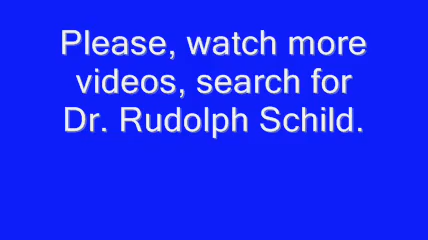 Please, watch more
videos, search for
Dr. Rudolph Schild.